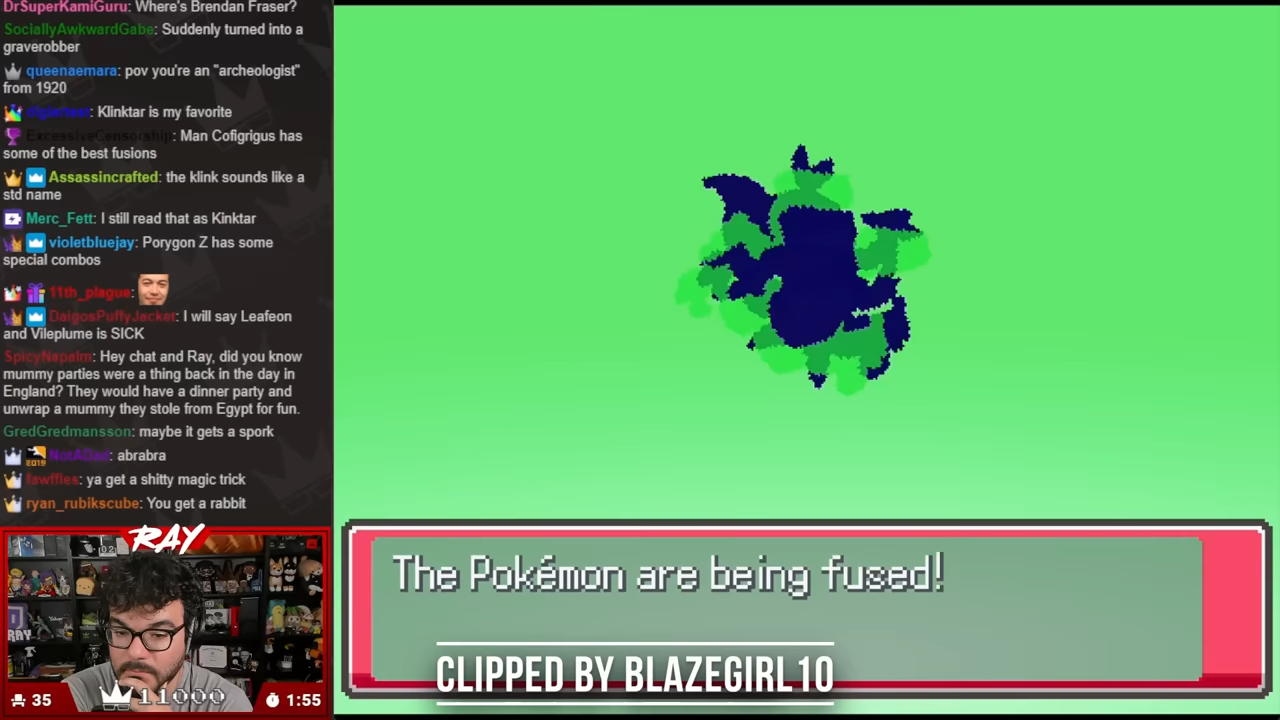 DrSuperKamiGuru: Where's Brendan Fraser?
SociallyAwkwardGabe: Suddenly turned into a
graverobber
queenaemara: pov you're an "archeologist"
from 1920
Klinktar is my favorite
ExcessiveCensorship: Man Cofigrigus has
some of the best fusions
Assassincrafted: the klink sounds like a
std name
Merc_Fett: I still read that as Kinktar
violetbluejay: Porygon Z has some
special combos
11th_plague:
DaigosPuffyJacket: I will say Leafeon
and Vileplume is SICK
SpicyNapalm: Hey chat and Ray, did you know
mummy parties were a thing back in the day in
England? They would have a dinner party and
unwrap a mummy they stole from Egypt for fun.
GredGredmansson: maybe it gets a spork
NotADad: abrabra
fawffles: ya get a shitty magic trick
ryan_rubikscube: You get a rabbit
RAY
RAY
35
11000
1:55
The Pokémon are being fused!
CLIPPED BY BLAZEGIRL10